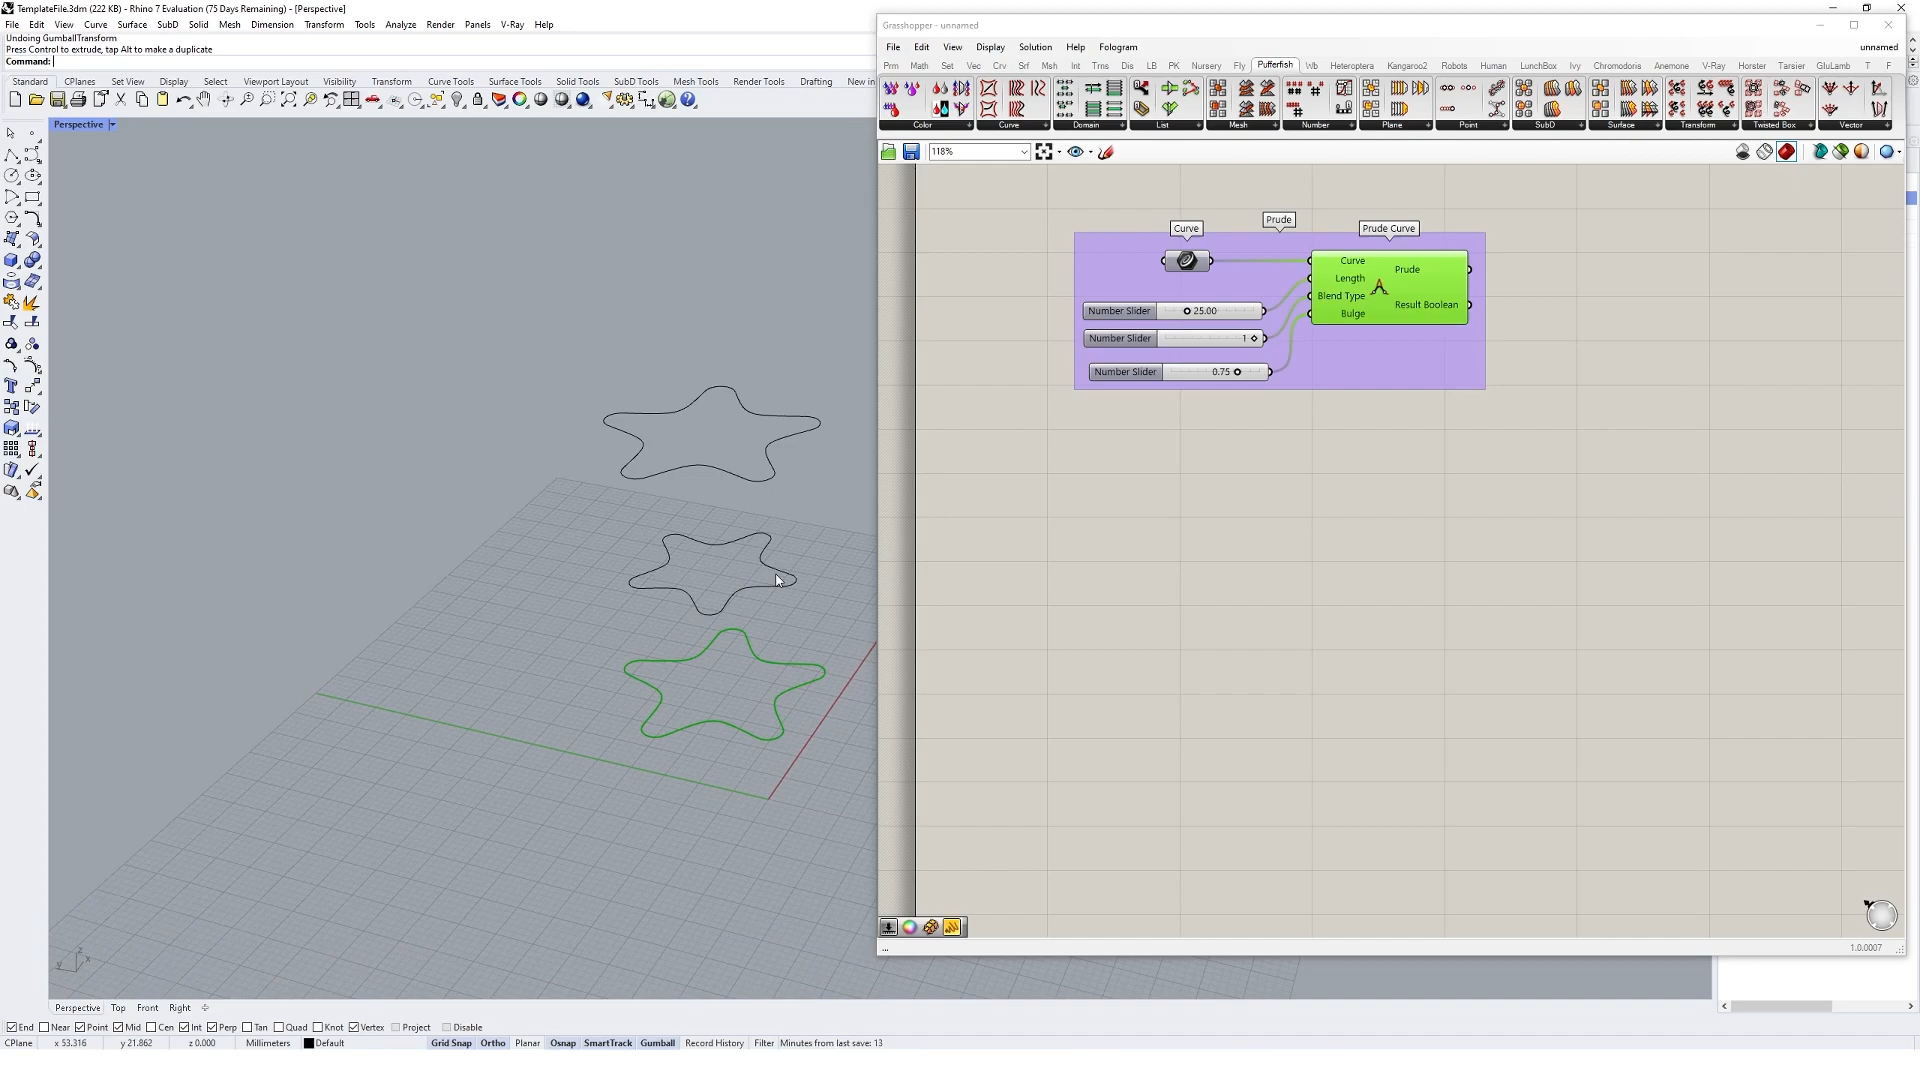 TemplateFile.3dm (222 KB) - Rhino 7 Evaluation (75 Days Remaining) - [Perspective]
File Edit View Curve Surface SubD Solid Mesh Dimension Transform Tools Analyze Render Panels V-Ray Help
Undoing GumballTransform
Press Control to extrude, tap Alt to make a duplicate
Command:
Standard CPlanes Set View Display Select Viewport Layout Visibility Transform Curve Tools Surface Tools Solid Tools SubD Tools Mesh Tools Render Tools Drafting New in
Perspective
Grasshopper - unnamed
File Edit View Display Solution Help Fologram unnamed
Prm Math Set Vec Crv Srf Msh Int Trns Dis LB PK Nursery Fly Pufferfish Wb Heteroptera Kangaroo2 Robots Human LunchBox Ivy Chromodoris Anemone V-Ray Horster Tarsier GluLamb T F
Color Curve Domain List Mesh Number Plane Point SubD Surface Transform Twisted Box Vector
118%
Curve Prude Prude Curve
Curve
Length
Blend Type
Bulge
Prude
Result Boolean
Number Slider 25.00
Number Slider 1
Number Slider 0.75
z
y x
...
1.0.0007
Perspective Top Front Right
End Near Point Mid Cen Int Perp Tan Quad Knot Vertex Project Disable
CPlane x 53.316 y 21.862 z 0.000 Millimeters Default Grid Snap Ortho Planar Osnap SmartTrack Gumball Record History Filter Minutes from last save: 13